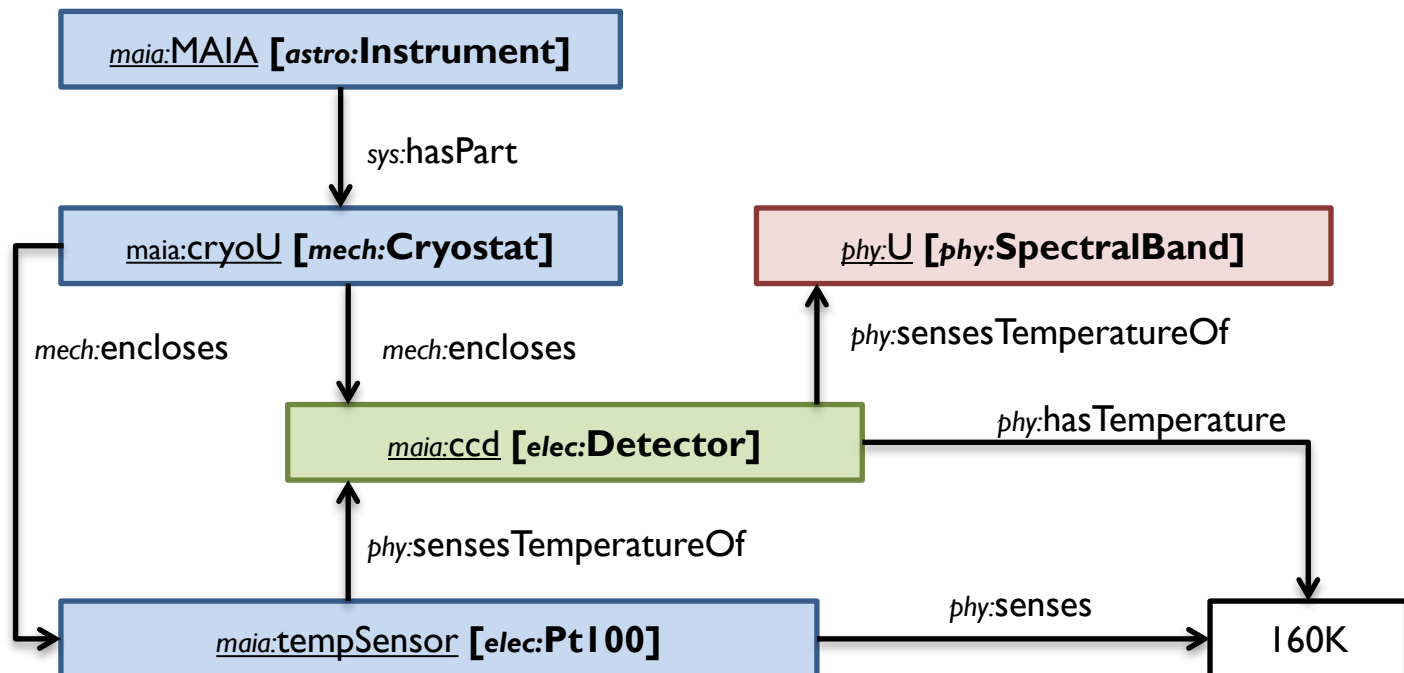 maia:MAIA [astro:Instrument]
sys:hasPart
maia:cryoU [mech:Cryostat]
phy:U [phy:SpectralBand]
mech:encloses
mech:encloses
phy:sensesTemperatureOf
phy:hasTemperature
maia:ccd [elec:Detector]
phy:sensesTemperatureOf
phy:senses
maia:tempSensor [elec:Pt100]
160K